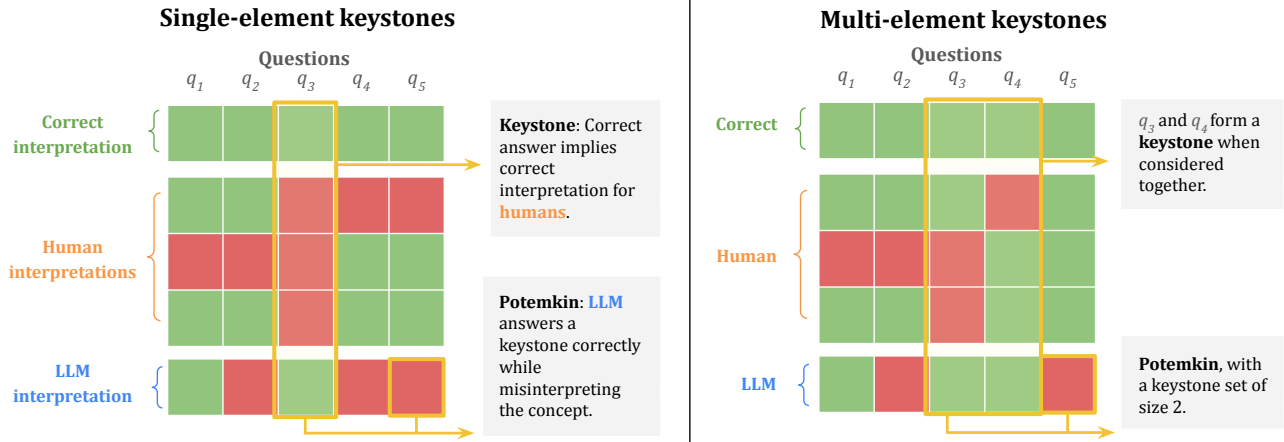 Single-element keystones
Questions
q1 q2 q3 q4 q5
Correct
interpretation
Human
interpretations
LLM
interpretation
Keystone: Correct
answer implies
correct
interpretation for
humans.
Potemkin: LLM
answers a
keystone correctly
while
misinterpreting
the concept.
Multi-element keystones
Questions
q1 q2 q3 q4 q5
Correct
Human
LLM
q3 and q4 form a
keystone when
considered
together.
Potemkin, with
a keystone set of
size 2.